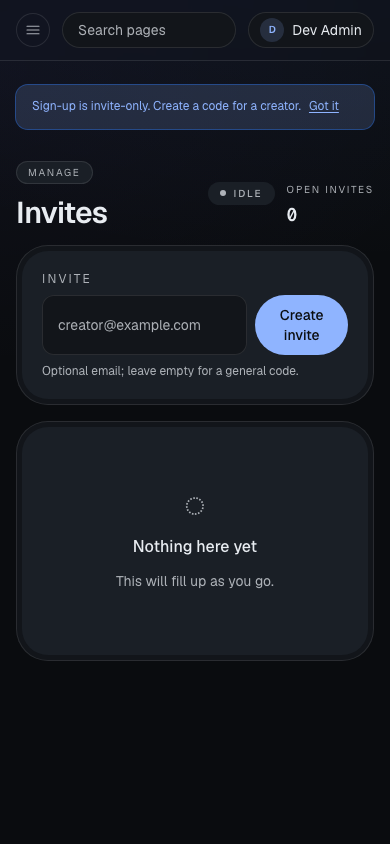 Search pages
D
Dev Admin
Sign-up is invite-only. Create a code for a creator. Got it
MANAGE
Invites
IDLE
OPEN INVITES
0
INVITE
creator@example.com
Create
invite
Optional email; leave empty for a general code.
Nothing here yet
This will fill up as you go.